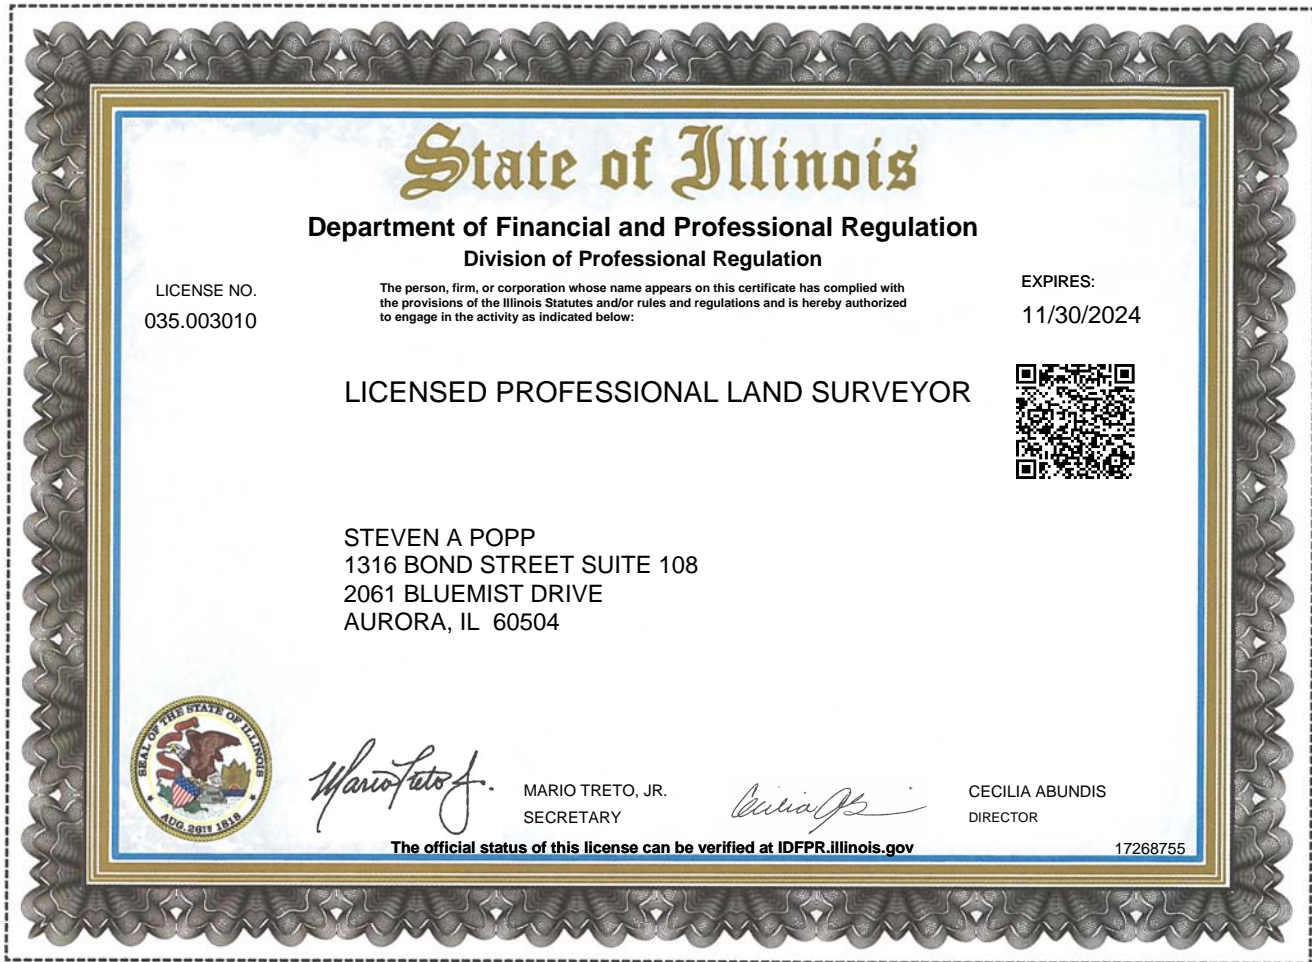 State of Illinois
Department of Financial and Professional Regulation
Division of Professional Regulation
LICENSE NO.
035.003010
The person, firm, or corporation whose name appears on this certificate has complied with
the provisions of the Illinois Statutes and/or rules and regulations and is hereby authorized
to engage in the activity as indicated below:
EXPIRES:
11/30/2024
LICENSED PROFESSIONAL LAND SURVEYOR
STEVEN A POPP
1316 BOND STREET SUITE 108
2061 BLUEMIST DRIVE
AURORA, IL 60504
SEAL OF THE STATE OF ILLINOIS
AUG. 26TH 1818
Mario Treto Jr.
MARIO TRETO, JR.
SECRETARY
CECILIA ABUNDIS
DIRECTOR
The official status of this license can be verified at IDFPR.illinois.gov
17268755